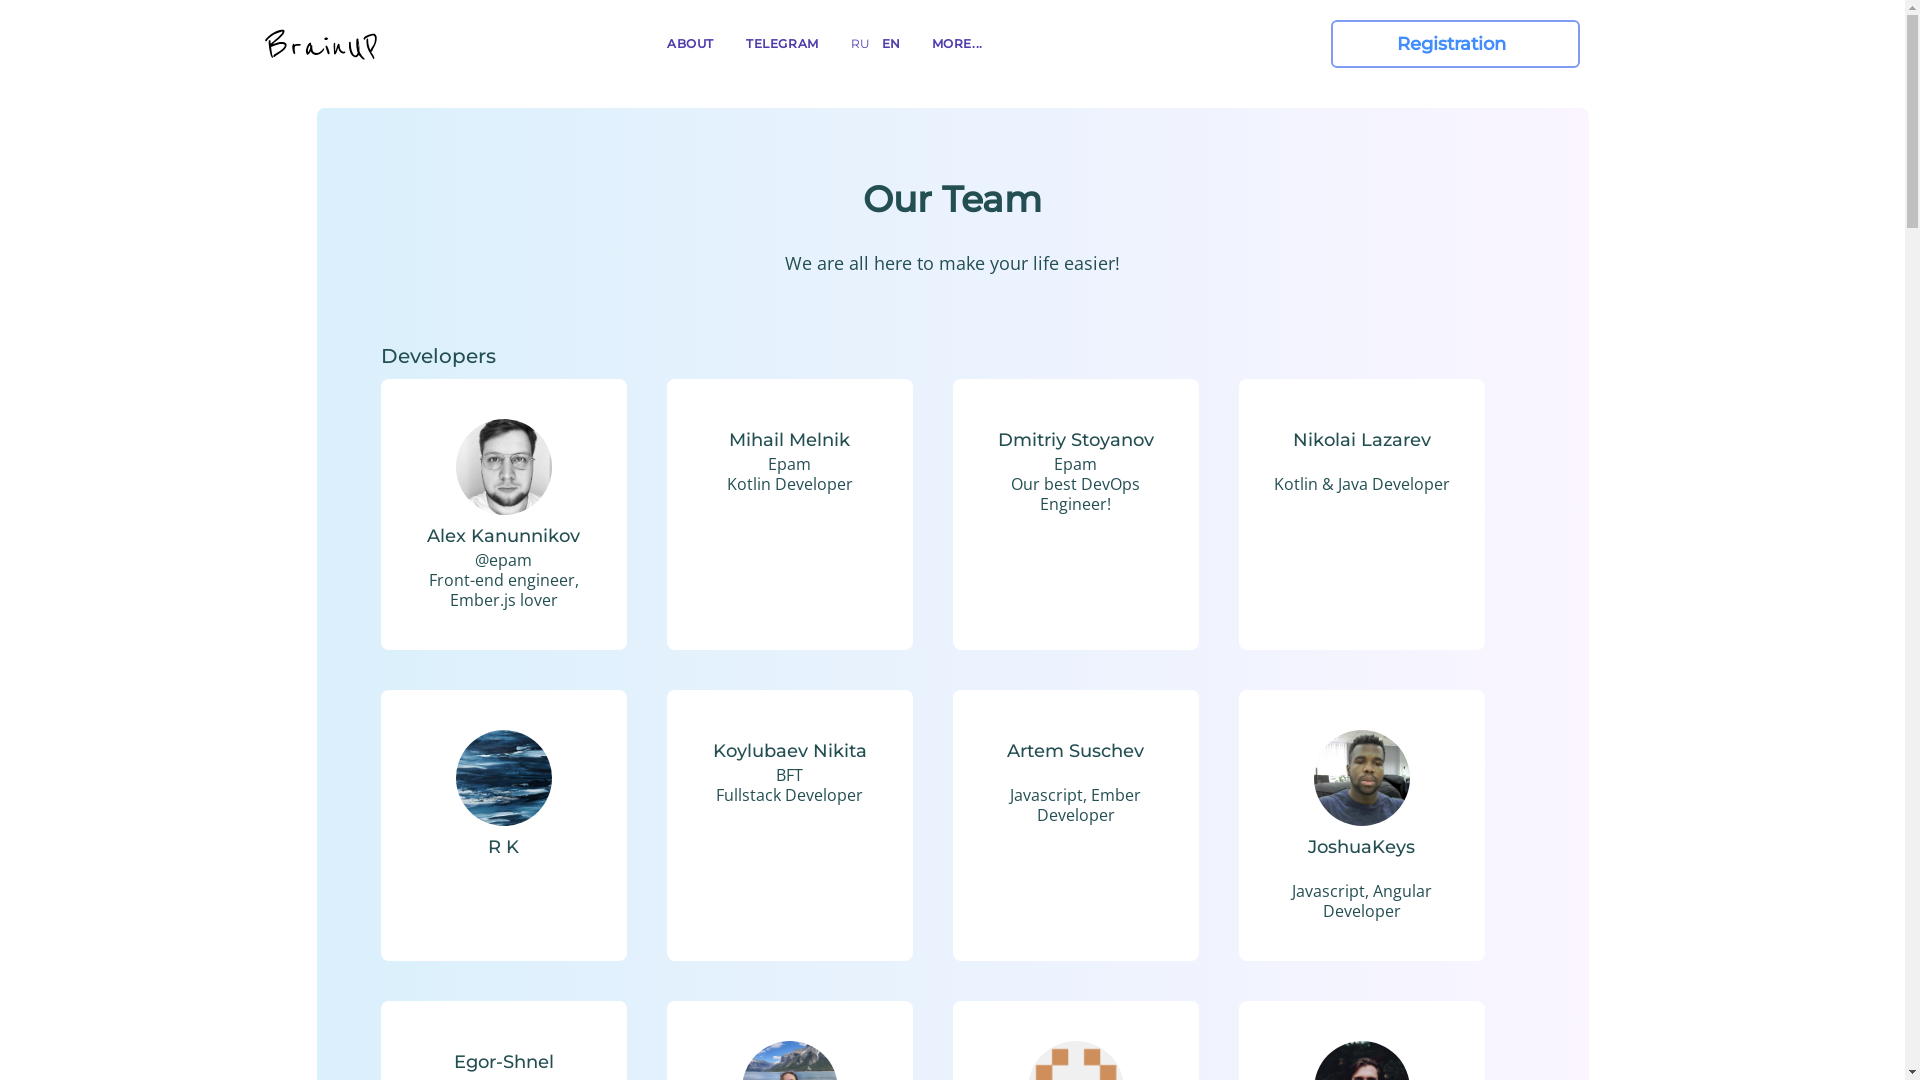 BrainUP
ABOUT
TELEGRAM
RU
EN
MORE...
Registration
Our Team
We are all here to make your life easier!
Developers
Alex Kanunnikov
@epam
Front-end engineer,
Ember.js lover
Mihail Melnik
Epam
Kotlin Developer
Dmitriy Stoyanov
Epam
Our best DevOps
Engineer!
Nikolai Lazarev
Kotlin & Java Developer
R K
Koylubaev Nikita
BFT
Fullstack Developer
Artem Suschev
Javascript, Ember
Developer
JoshuaKeys
Javascript, Angular
Developer
Egor-Shnel